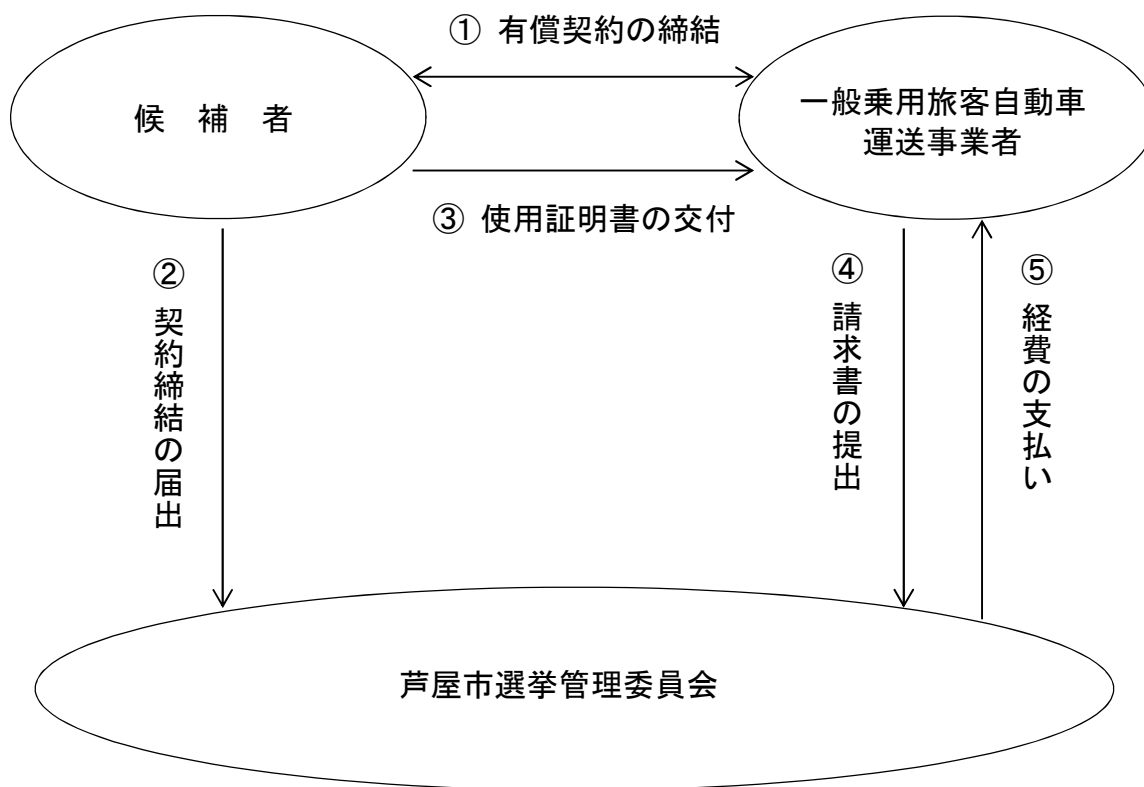 ① 有償契約の締結
候　補　者
一般乗用旅客自動車
運送事業者
③ 使用証明書の交付
② 契約締結の届出
④ 請求書の提出
⑤ 経費の支払い
芦屋市選挙管理委員会